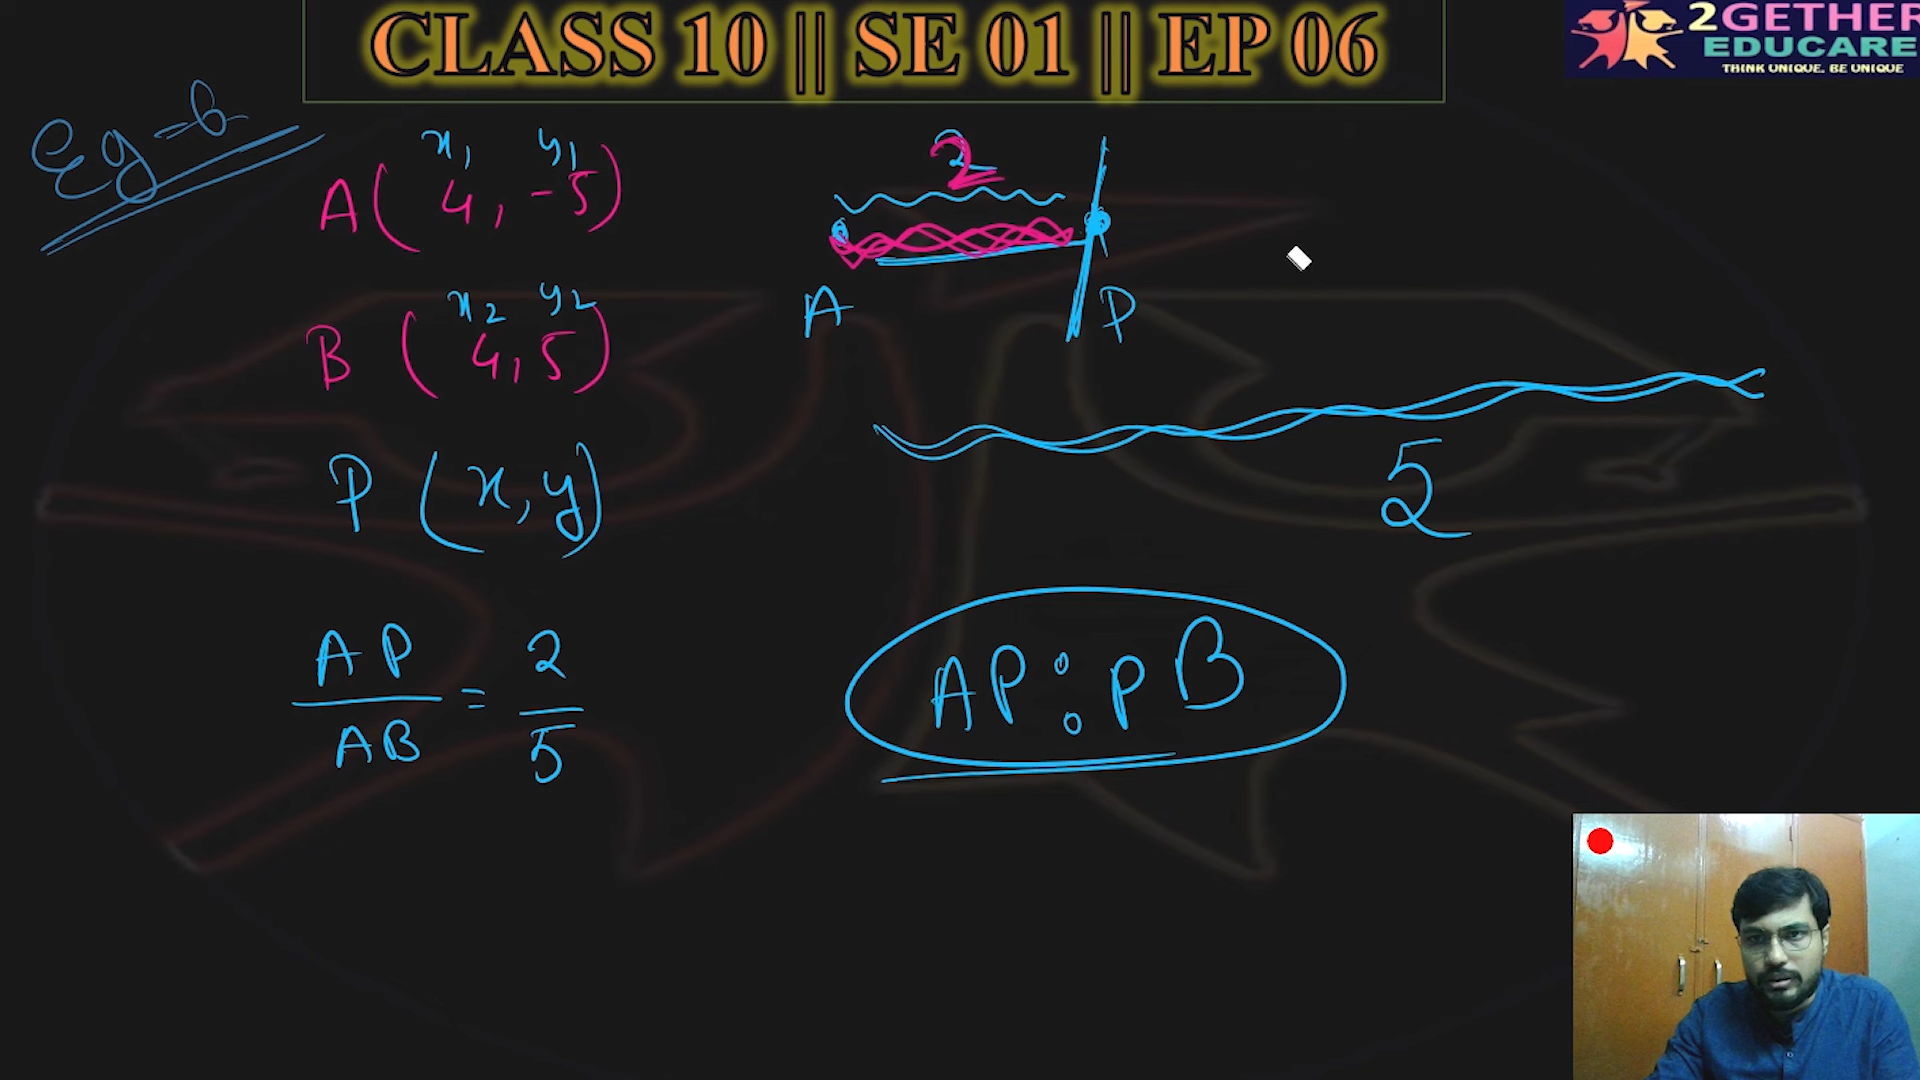 CLASS 10 || SE 01 || EP 06
2GETHER
EDUCARE
THINK UNIQUE. BE UNIQUE
Eg-6
x1 y1
A(4, -5)
x2 y2
B (4, 5)
P (x, y)
AP/AB = 2/5
2
A P
5
AP : PB